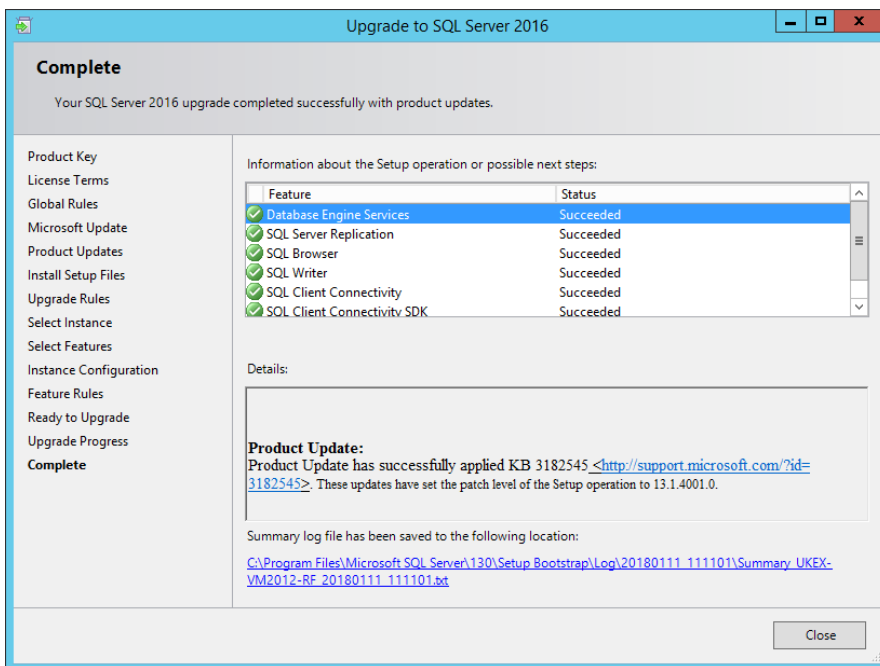 Upgrade to SQL Server 2016
Complete
Your SQL Server 2016 upgrade completed successfully with product updates.
Product Key
License Terms
Global Rules
Microsoft Update
Product Updates
Install Setup Files
Upgrade Rules
Select Instance
Select Features
Instance Configuration
Feature Rules
Ready to Upgrade
Upgrade Progress
Complete
Information about the Setup operation or possible next steps:
Feature Status
Database Engine Services Succeeded
SQL Server Replication Succeeded
SQL Browser Succeeded
SQL Writer Succeeded
SQL Client Connectivity Succeeded
SQL Client Connectivity SDK Succeeded
Details:
Product Update:
Product Update has successfully applied KB 3182545 <http://support.microsoft.com/?id=
3182545>. These updates have set the patch level of the Setup operation to 13.1.4001.0.
Summary log file has been saved to the following location:
C:\Program Files\Microsoft SQL Server\130\Setup Bootstrap\Log\20180111_111101\Summary_UKEX-
VM2012-RF_20180111_111101.txt
Close